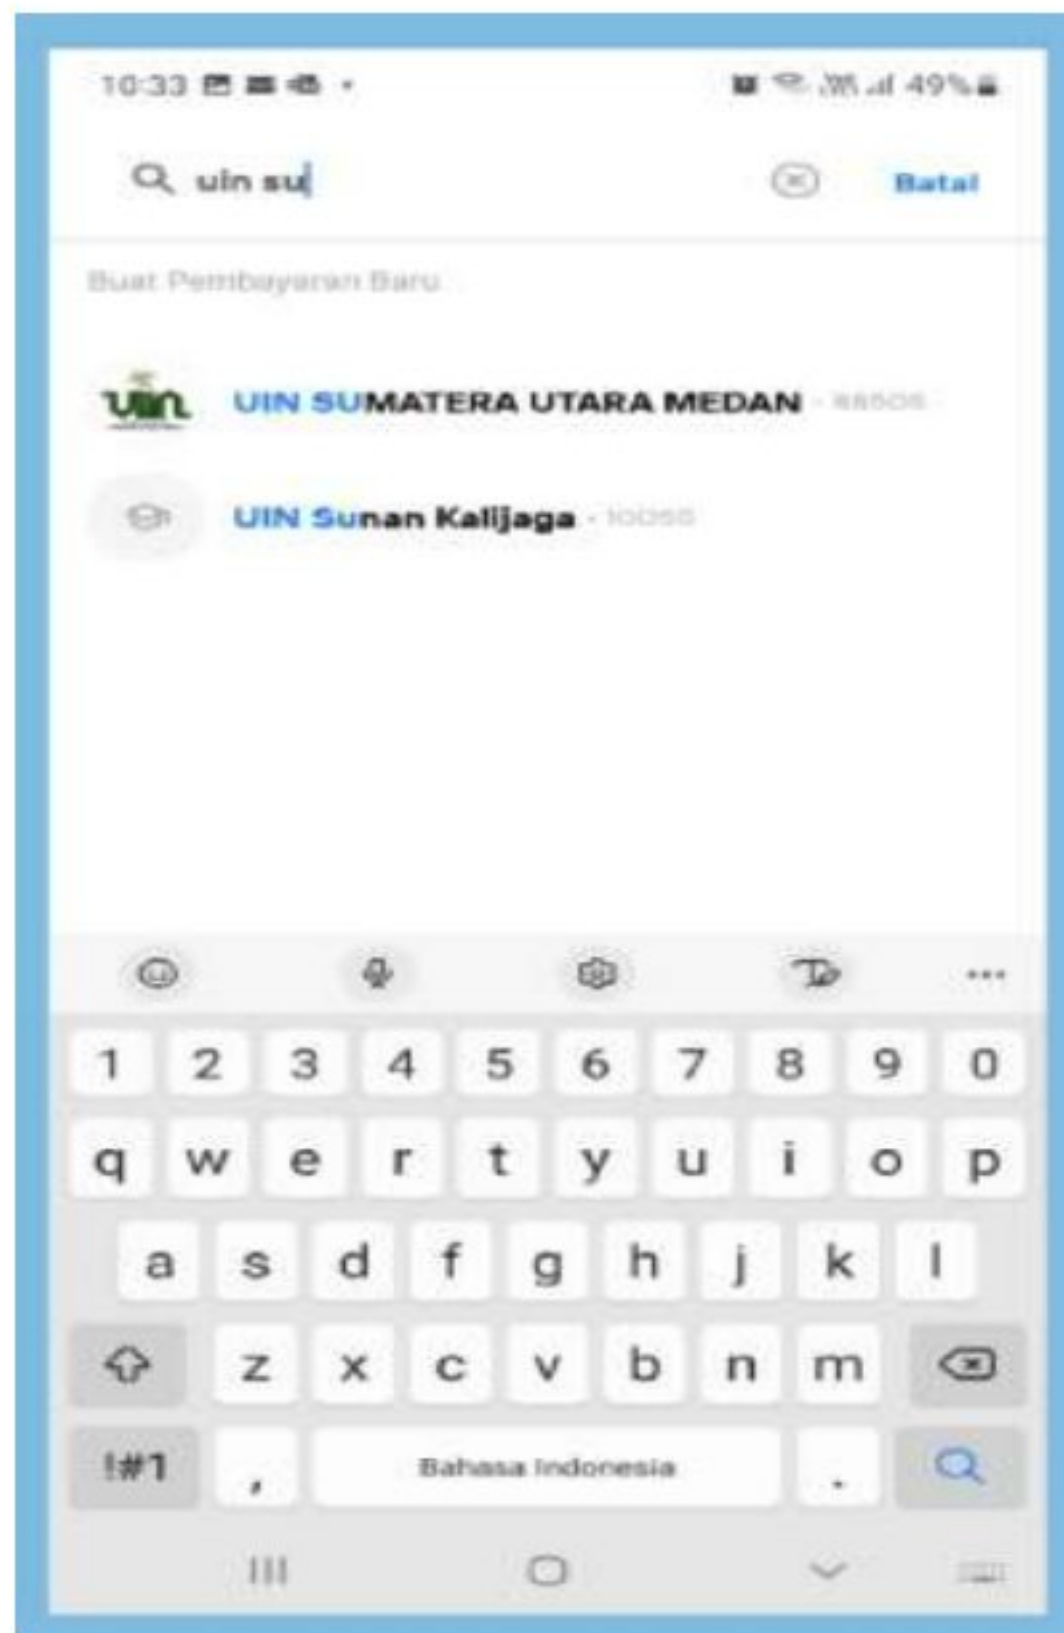 10:33
49%
uin su
Batal
Buat Pembayaran Baru
uin
UIN SUMATERA UTARA MEDAN
UIN Sunan Kalijaga
1 2 3 4 5 6 7 8 9 0
q w e r t y u i o p
a s d f g h j k l
z x c v b n m
!#1 , Bahasa Indonesia .